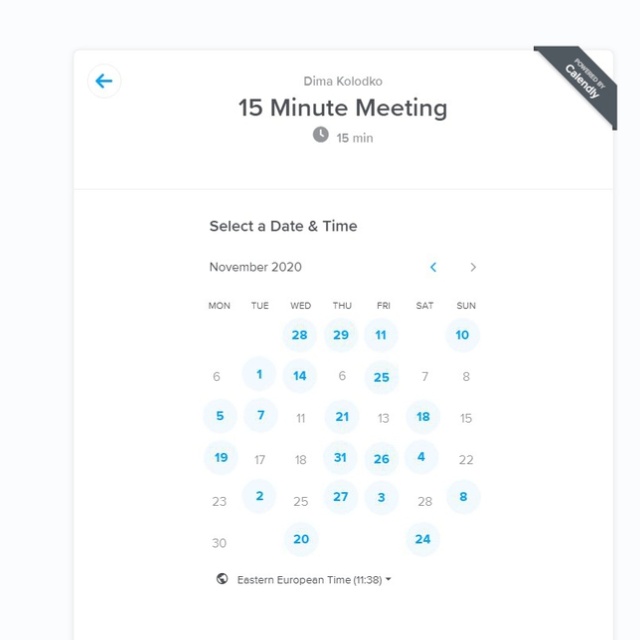 Dima Kolodko
15 Minute Meeting
15 min
POWERED BY
Calendly
Select a Date & Time
November 2020
MON TUE WED THU FRI SAT SUN
28 29 11 10
6 1 14 6 25 7 8
5 7 11 21 13 18 15
19 17 18 31 26 4 22
23 2 25 27 3 28 8
30 20 24
Eastern European Time (11:38)